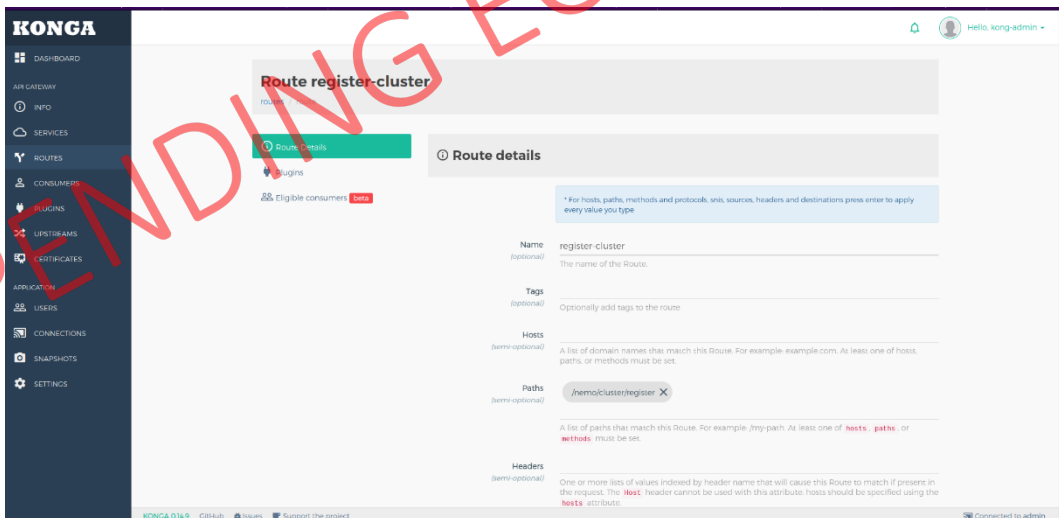 KONGA
Hello, kong-admin
DASHBOARD
API GATEWAY
INFO
SERVICES
ROUTES
CONSUMERS
PLUGINS
UPSTREAMS
CERTIFICATES
APPLICATION
USERS
CONNECTIONS
SNAPSHOTS
SETTINGS
Route register-cluster
routes /
Route Details
Plugins
Eligible consumers beta
Route details
* For hosts, paths, methods and protocols, snis, sources, headers and destinations press enter to apply
every value you type
Name
(optional)
register-cluster
The name of the Route.
Tags
(optional)
Optionally add tags to the route
Hosts
(semi-optional)
A list of domain names that match this Route. For example: example.com. At least one of hosts,
paths, or methods must be set.
Paths
(semi-optional)
/nemo/cluster/register
A list of paths that match this Route. For example: /my-path. At least one of hosts, paths, or
methods must be set.
Headers
(semi-optional)
One or more lists of values indexed by header name that will cause this Route to match if present in
the request. The Host header cannot be used with this attribute: hosts should be specified using the
hosts attribute.
KONGA 0.14.9 GitHub Issues Support the project
Connected to admin
ENDING E